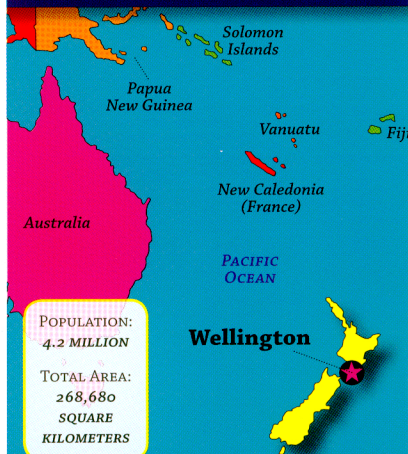 Solomon
Islands
Papua
New Guinea
Vanuatu
Fiji
New Caledonia
(France)
Australia
PACIFIC
OCEAN
Wellington
POPULATION:
4.2 MILLION
TOTAL AREA:
268,680
SQUARE
KILOMETERS